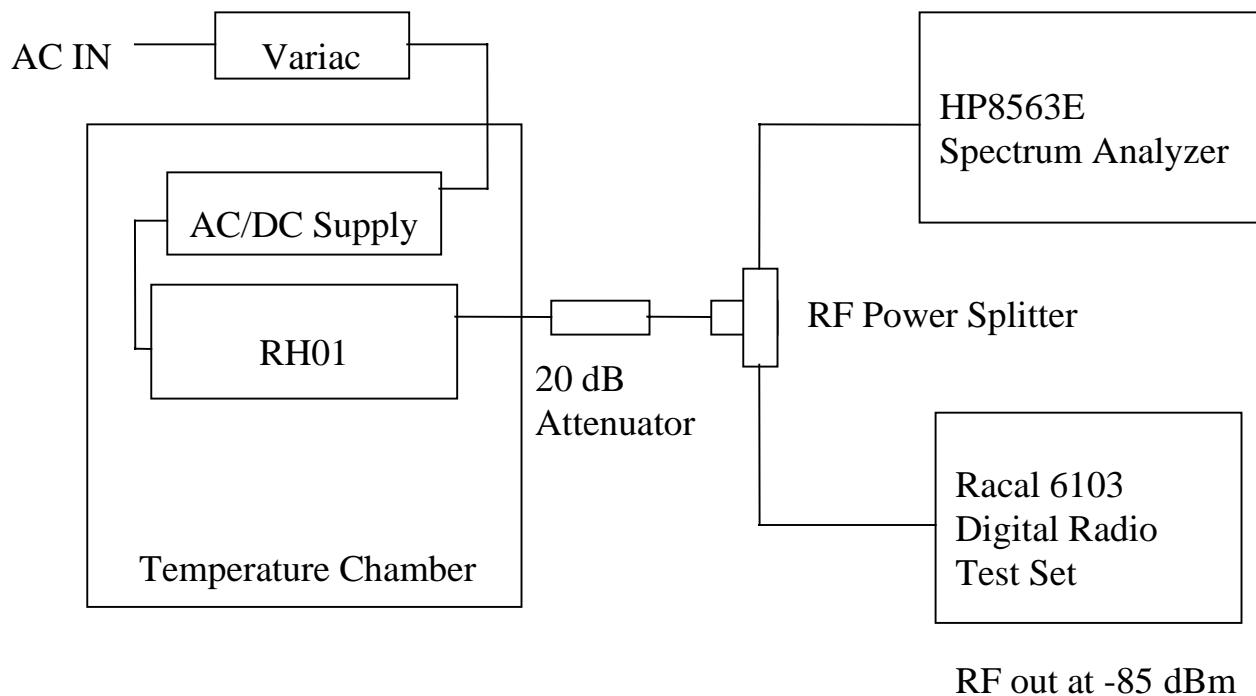 AC IN
Variac
HP8563E
Spectrum Analyzer
AC/DC Supply
RH01
RF Power Splitter
20 dB
Attenuator
Racal 6103
Digital Radio
Test Set
Temperature Chamber
RF out at -85 dBm